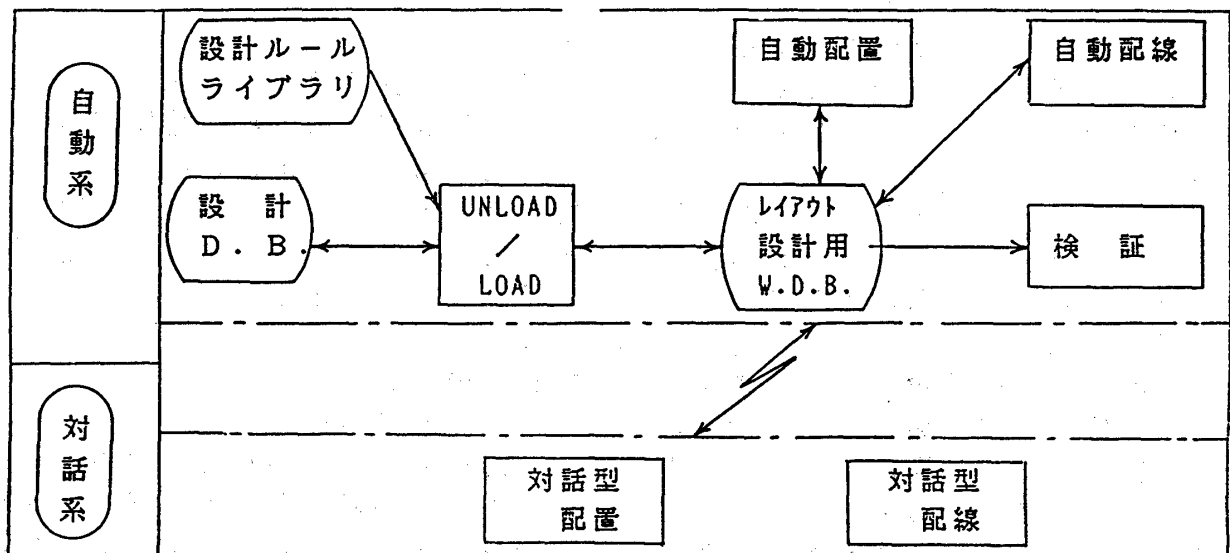 自動系
設計ルール
ライブラリ
自動配置
自動配線
設計
D.B.
UNLOAD
/
LOAD
レイアウト
設計用
W.D.B.
検証
対話系
対話型
配置
対話型
配線